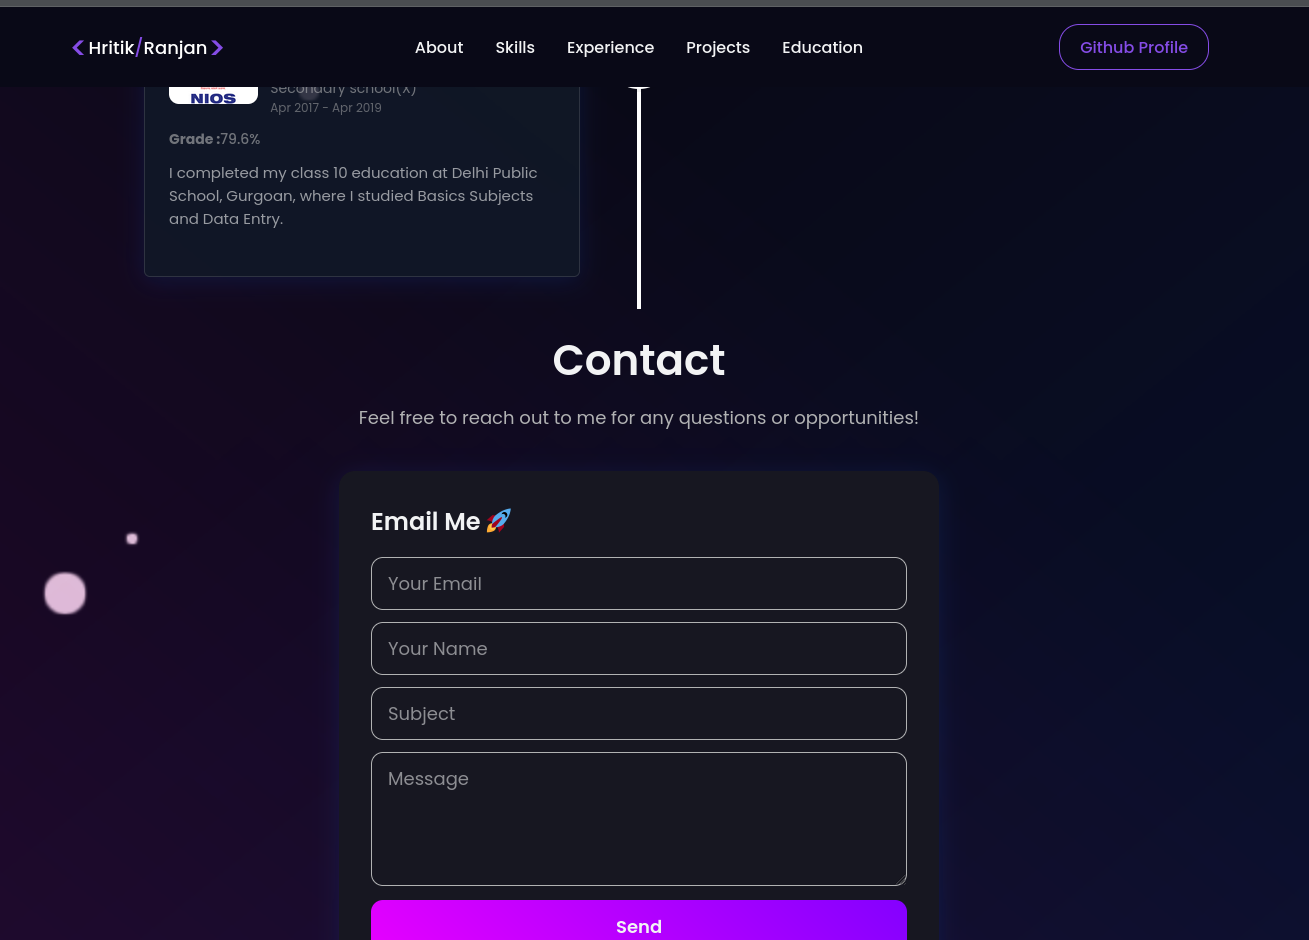 <Hritik/Ranjan>
About
Skills
Experience
Projects
Education
Github Profile
NIOS
Secondary school(X)
Apr 2017 - Apr 2019
Grade :79.6%
I completed my class 10 education at Delhi Public
School, Gurgoan, where I studied Basics Subjects
and Data Entry.
Contact
Feel free to reach out to me for any questions or opportunities!
Email Me 🚀
Your Email
Your Name
Subject
Message
Send